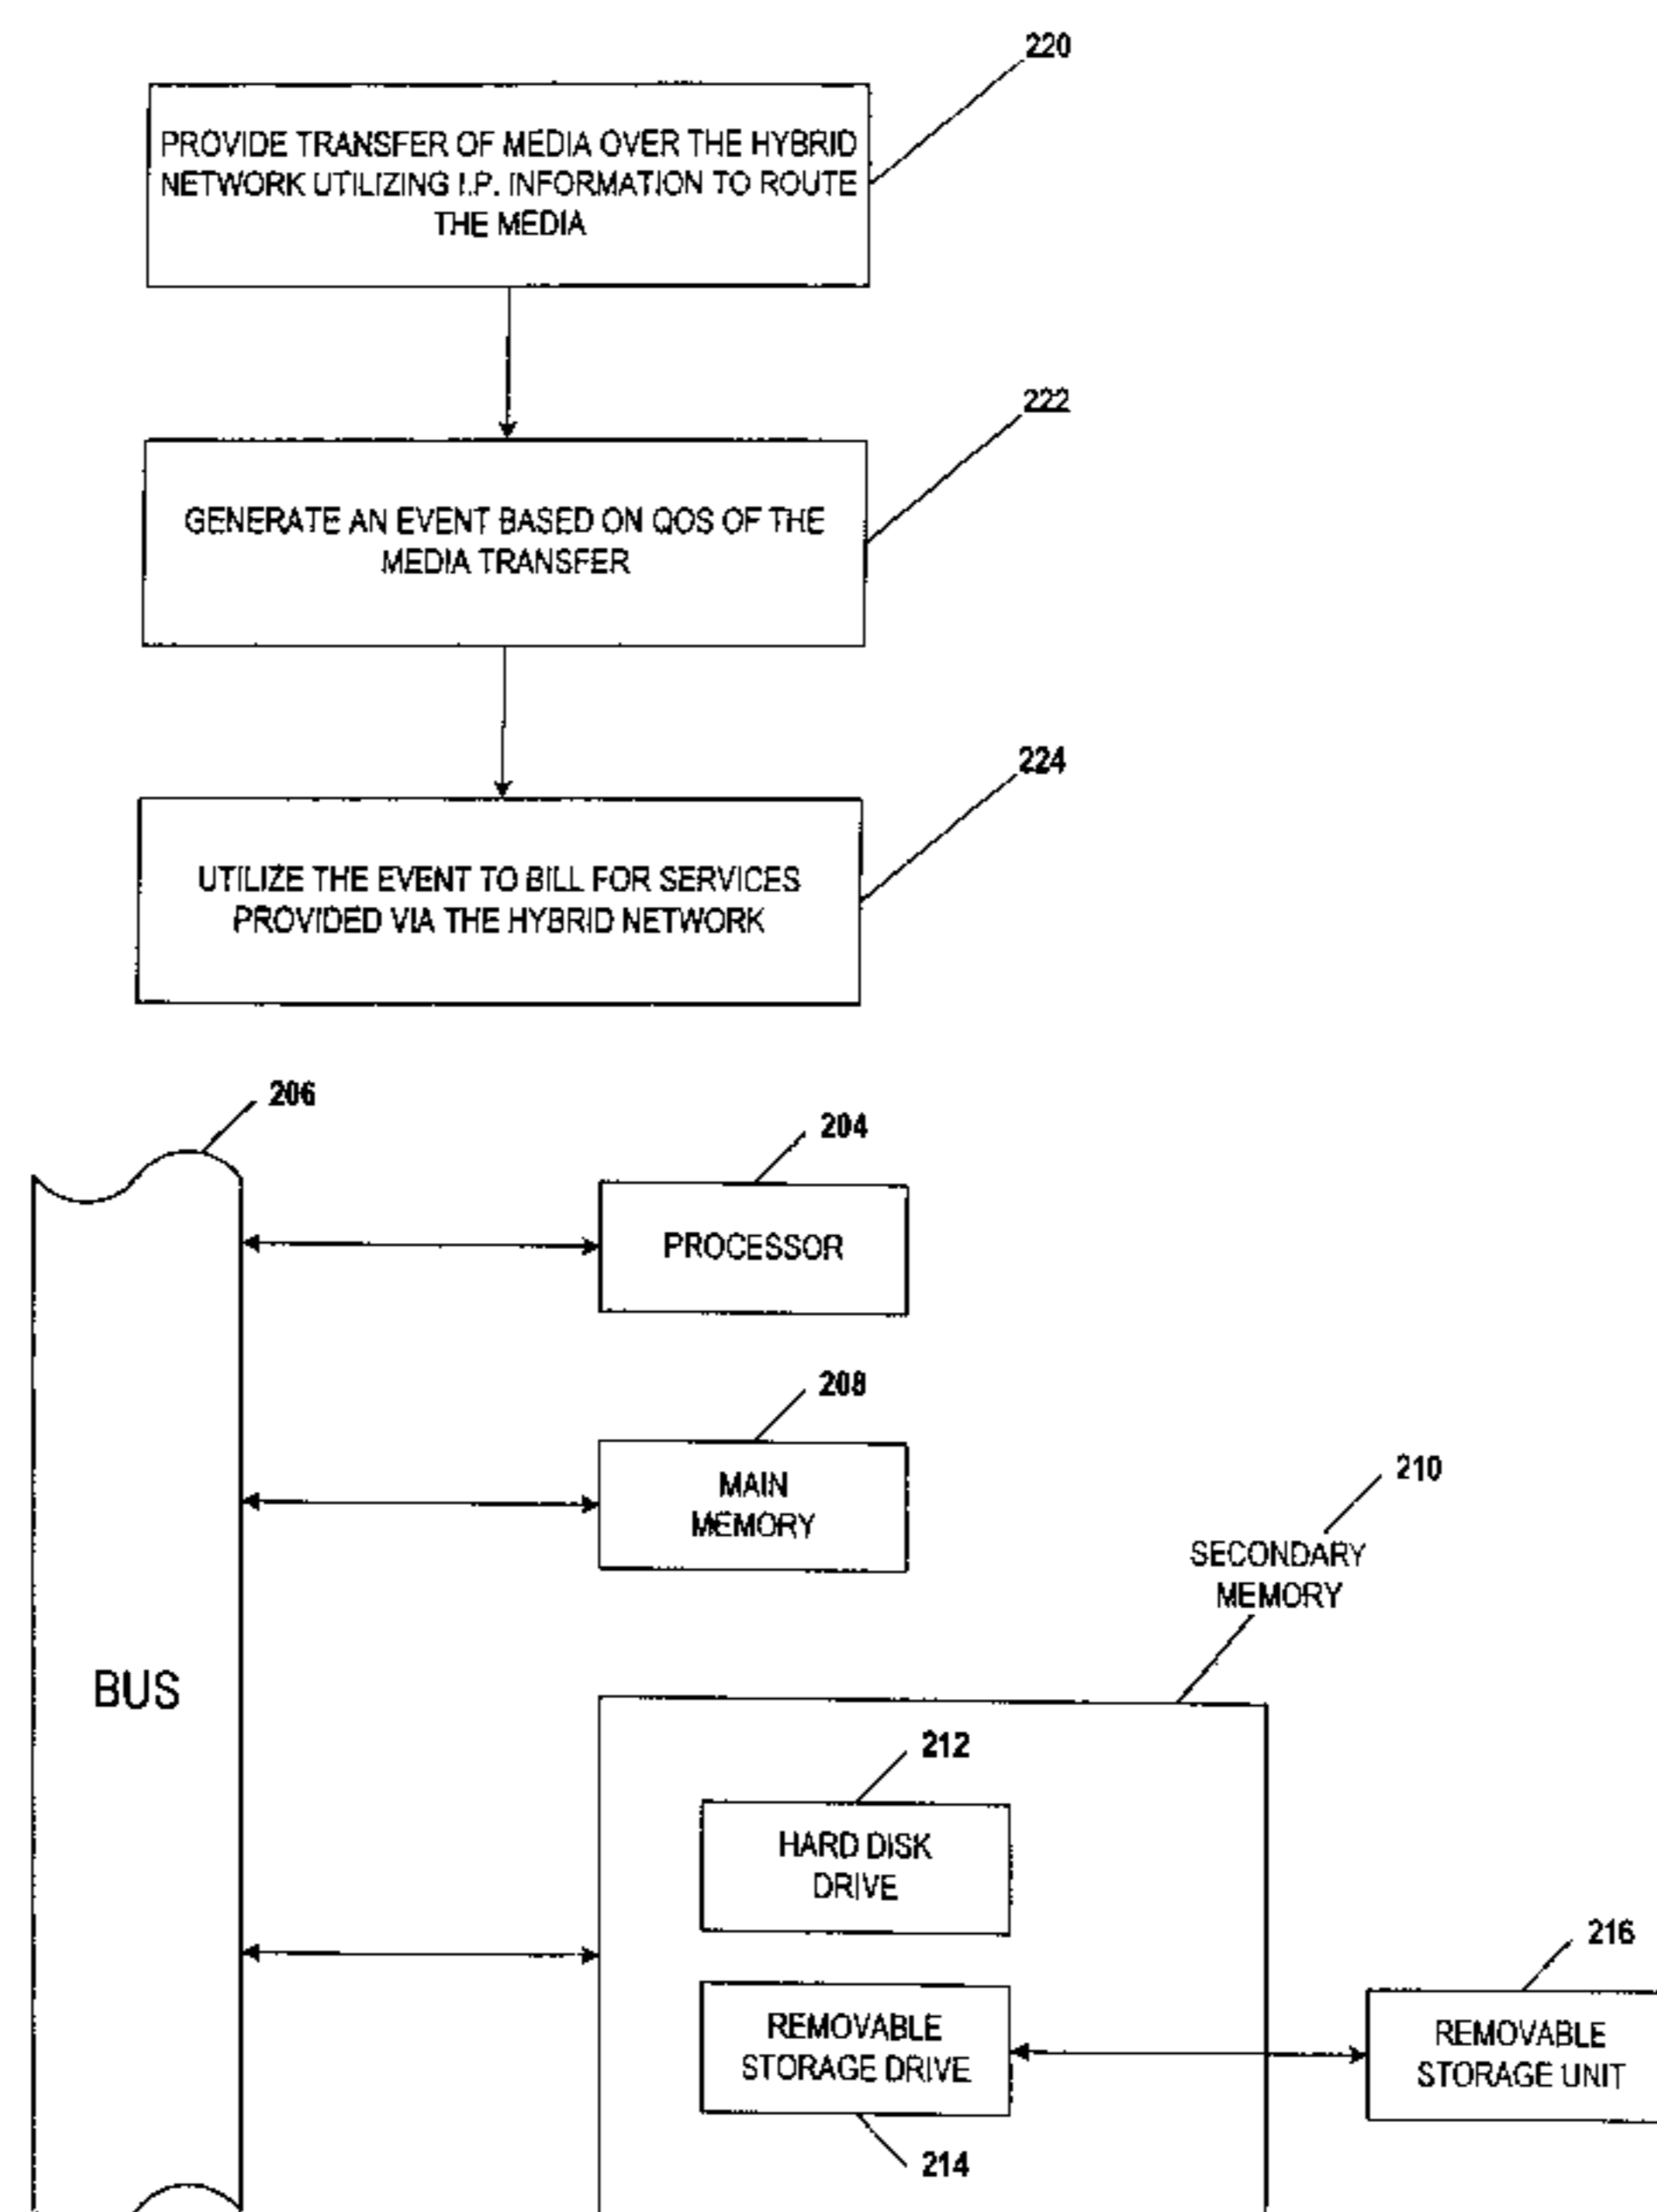 220
PROVIDE TRANSFER OF MEDIA OVER THE HYBRID
NETWORK UTILIZING I.P. INFORMATION TO ROUTE
THE MEDIA
222
GENERATE AN EVENT BASED ON QOS OF THE
MEDIA TRANSFER
224
UTILIZE THE EVENT TO BILL FOR SERVICES
PROVIDED VIA THE HYBRID NETWORK
206
204
PROCESSOR
208
MAIN
MEMORY
210
SECONDARY
MEMORY
BUS
212
HARD DISK
DRIVE
216
REMOVABLE
STORAGE DRIVE
REMOVABLE
STORAGE UNIT
214